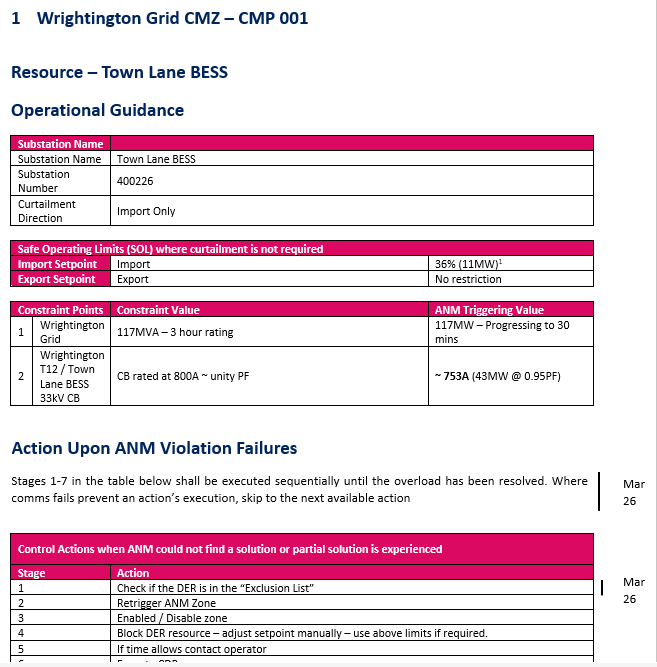 1 Wrightington Grid CMZ – CMP 001
Resource – Town Lane BESS
Operational Guidance
Substation Name
Substation Name Town Lane BESS
Substation
Number
400226
Curtailment
Direction
Import Only
Safe Operating Limits (SOL) where curtailment is not required
Import Setpoint Import 36% (11MW)¹
Export Setpoint Export No restriction
Constraint Points Constraint Value ANM Triggering Value
1
Wrightington
Grid
117MVA – 3 hour rating
117MW – Progressing to 30
mins
2
Wrightington
T12 / Town
Lane BESS
33kV CB
CB rated at 800A ~ unity PF
~ 753A (43MW @ 0.95PF)
Action Upon ANM Violation Failures
Stages 1-7 in the table below shall be executed sequentially until the overload has been resolved. Where
comms fails prevent an action's execution, skip to the next available action
Mar
26
Control Actions when ANM could not find a solution or partial solution is experienced
Stage Action
1 Check if the DER is in the “Exclusion List”
Mar
26
2 Retrigger ANM Zone
3 Enabled / Disable zone
4 Block DER resource – adjust setpoint manually – use above limits if required.
5 If time allows contact operator